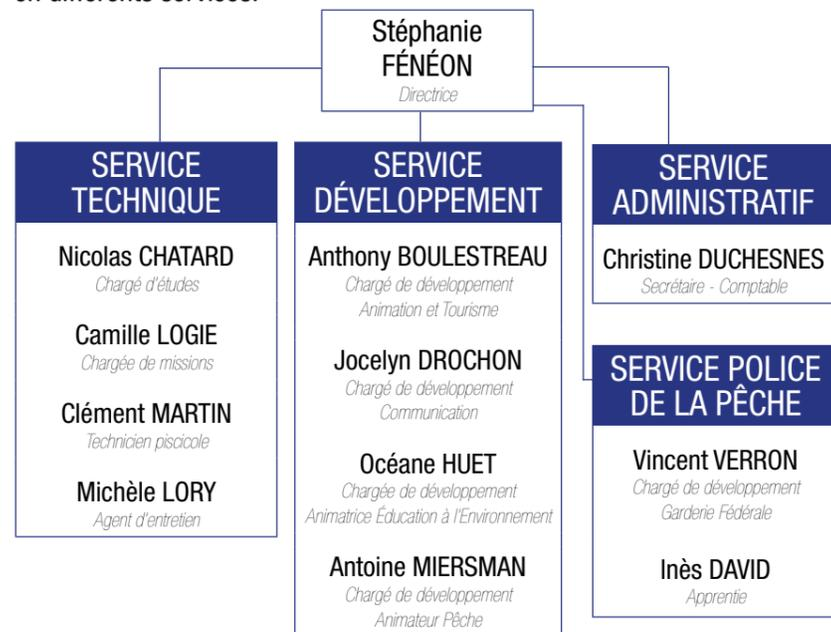 en différents services.
Stéphanie
FÉNÉON
Directrice
SERVICE
TECHNIQUE
Nicolas CHATARD
Chargé d'études
Camille LOGIE
Chargée de missions
Clément MARTIN
Technicien piscicole
Michèle LORY
Agent d'entretien
SERVICE
DÉVELOPPEMENT
Anthony BOULESTREAU
Chargé de développement
Animation et Tourisme
Jocelyn DROCHON
Chargé de développement
Communication
Océane HUET
Chargée de développement
Animatrice Éducation à l'Environnement
Antoine MIERSMAN
Chargé de développement
Animateur Pêche
SERVICE
ADMINISTRATIF
Christine DUCHESNES
Secrétaire - Comptable
SERVICE POLICE
DE LA PÊCHE
Vincent VERRON
Chargé de développement
Garderie Fédérale
Inès DAVID
Apprentie